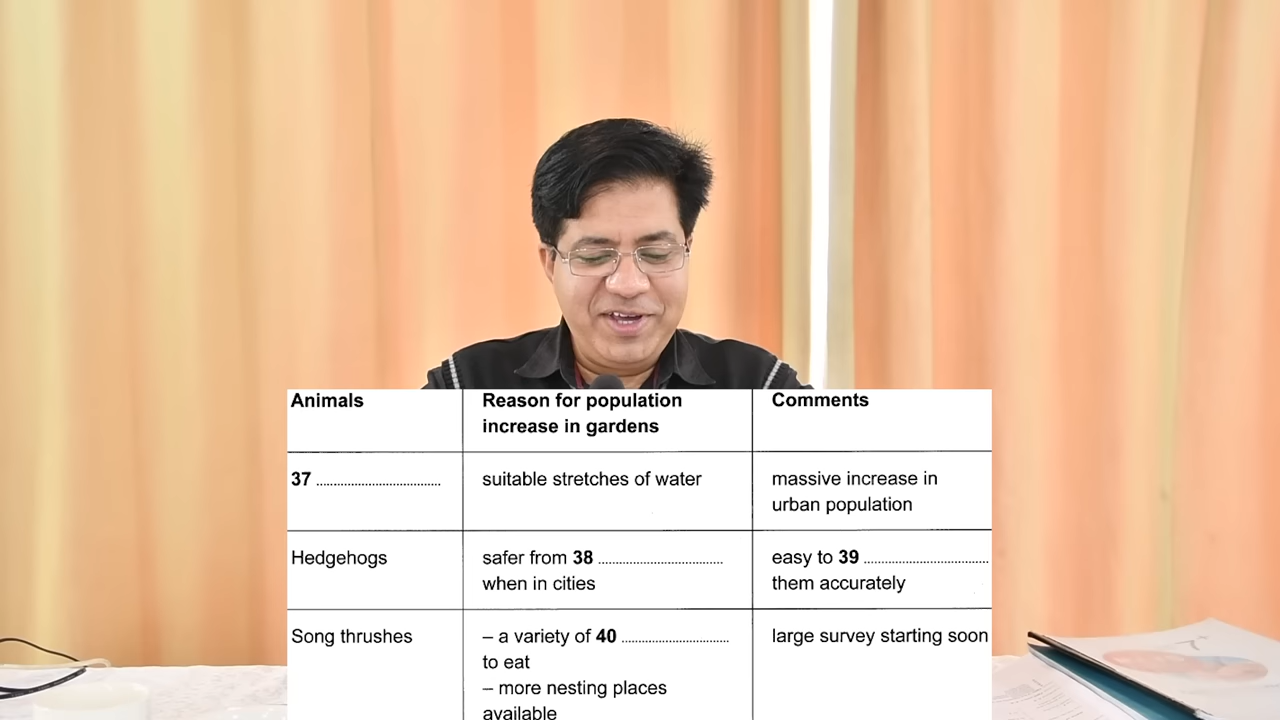 Animals
Reason for population
increase in gardens
Comments
37 ....................................
suitable stretches of water
massive increase in
urban population
Hedgehogs
safer from 38 ....................................
when in cities
easy to 39 ....................................
them accurately
Song thrushes
– a variety of 40 ...............................
to eat
– more nesting places
available
large survey starting soon